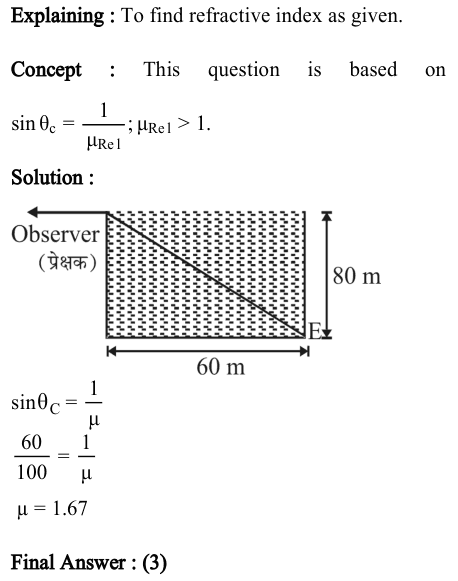 Explaining : To find refractive index as given.
Concept : This question is based on
sin θc = 1/μRel ; μRel > 1.
Solution :
Observer
(प्रेक्षक)
80 m
E
60 m
sinθC = 1/μ
60/100 = 1/μ
μ = 1.67
Final Answer : (3)